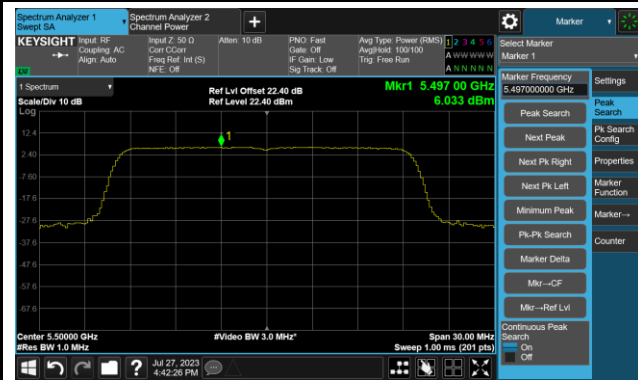 Spectrum Analyzer 1
Swept SA
Spectrum Analyzer 2
Channel Power
Marker
KEYSIGHT
Input: RF
Coupling: AC
Align: Auto
Input Z: 50 Ω
Corr CCorr
Freq Ref: Int (S)
NFE: Off
Atten: 10 dB
PNO: Fast
Gate: Off
IF Gain: Low
Sig Track: Off
Avg Type: Power (RMS)
Avg|Hold: 100/100
Trig: Free Run
1 2 3 4 5 6
A W W W W W
A N N N N N
LXI
Select Marker
Marker 1
1 Spectrum
Scale/Div 10 dB
Log
Ref Lvl Offset 22.40 dB
Ref Level 22.40 dBm
Mkr1 5.497 00 GHz
6.033 dBm
12.4
2.40
-7.60
-17.6
-27.6
-37.6
-47.6
-57.6
-67.6
1
Center 5.50000 GHz
#Res BW 1.0 MHz
#Video BW 3.0 MHz*
Span 30.00 MHz
Sweep 1.00 ms (201 pts)
Marker Frequency
5.497000000 GHz
Peak Search
Next Peak
Next Pk Right
Next Pk Left
Minimum Peak
Pk-Pk Search
Marker Delta
Mkr→CF
Mkr→Ref Lvl
Continuous Peak
Search
On
Off
Settings
Peak
Search
Pk Search
Config
Properties
Marker
Function
Marker→
Counter
Jul 27, 2023
4:42:26 PM